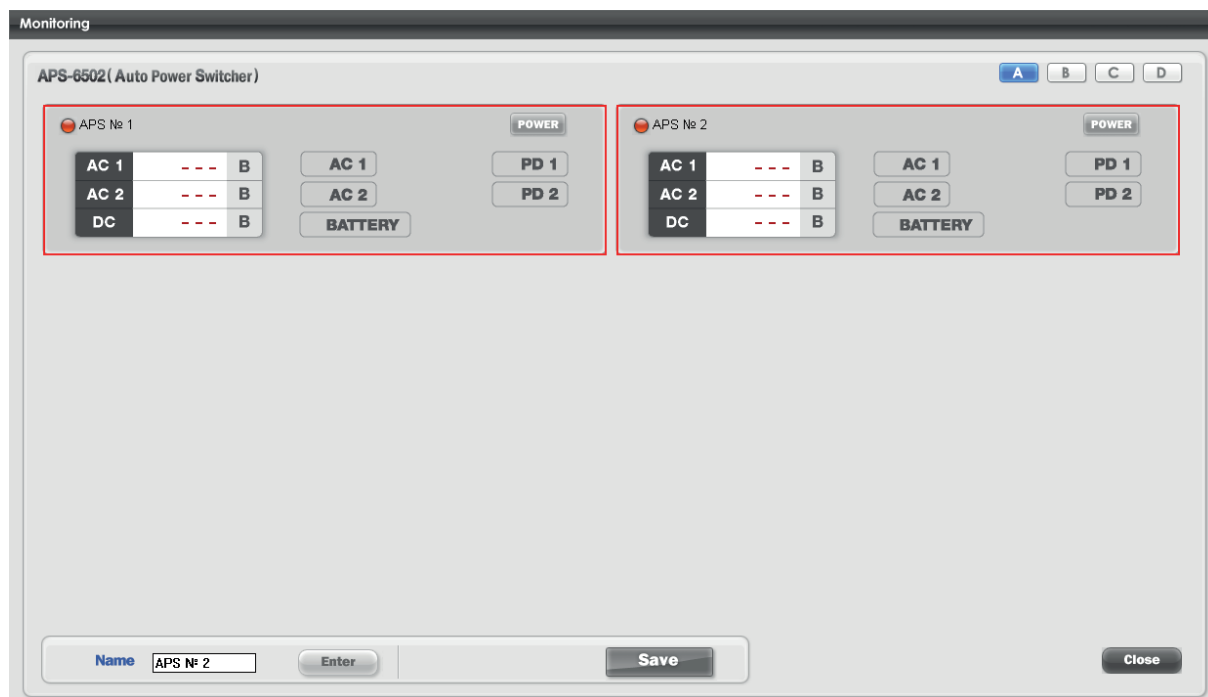 Monitoring
APS-6502( Auto Power Switcher )
A B C D
APS № 1 POWER
AC 1 --- B AC 1 PD 1
AC 2 --- B AC 2 PD 2
DC --- B BATTERY
APS № 2 POWER
AC 1 --- B AC 1 PD 1
AC 2 --- B AC 2 PD 2
DC --- B BATTERY
Name APS № 2 Enter Save Close